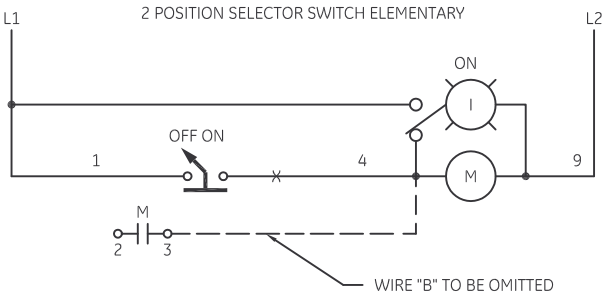 2 POSITION SELECTOR SWITCH ELEMENTARY
L1
L2
ON
I
OFF ON
1
X
4
M
9
M
2
3
WIRE "B" TO BE OMITTED